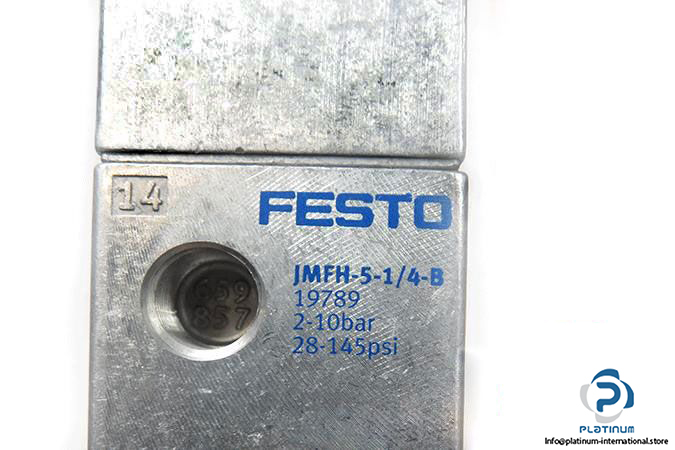 14
FESTO
JMFH-5-1/4-B
19789
2-10bar
28-145psi
659
857
PLATINUM
Info@platinum-international.store